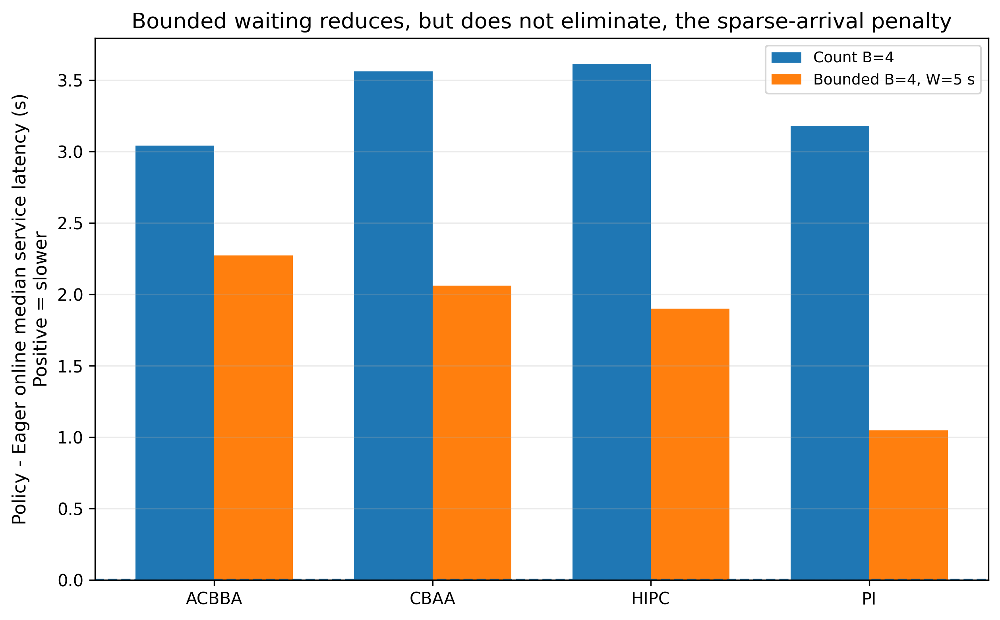 Bounded waiting reduces, but does not eliminate, the sparse-arrival penalty
Count B=4
Bounded B=4, W=5 s
Policy - Eager online median service latency (s)
Positive = slower
3.5
3.0
2.5
2.0
1.5
1.0
0.5
0.0
ACBBA
CBAA
HIPC
PI